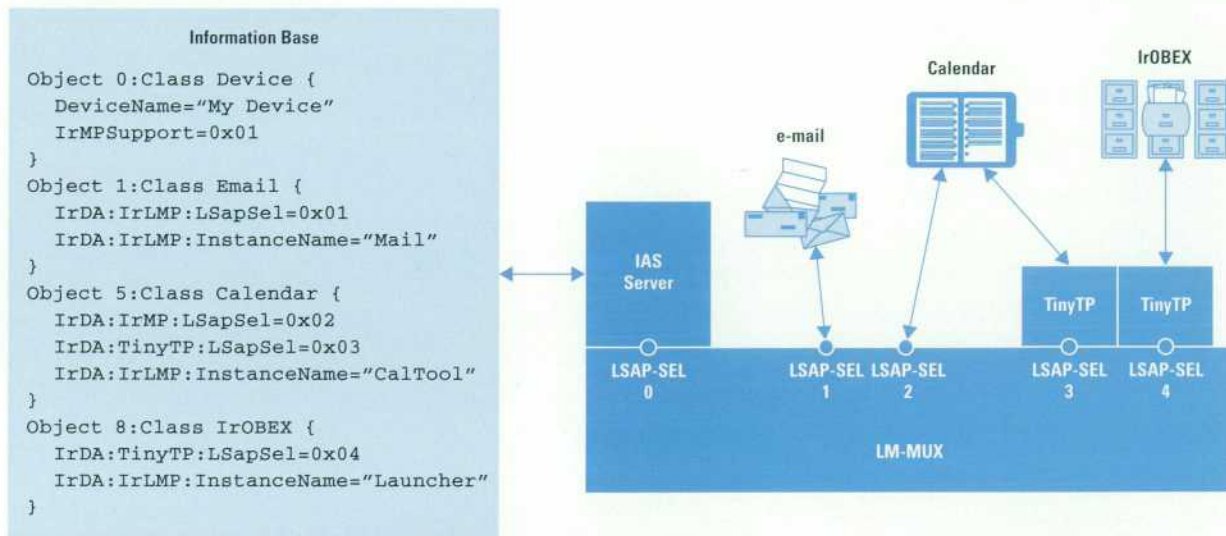 Information Base
Object 0:Class Device {
DeviceName="My Device"
IrMPSupport=0x01
}
Object 1:Class Email {
IrDA:IrLMP:LSapSel=0x01
IrDA:IrLMP:InstanceName="Mail"
}
Object 5:Class Calendar {
IrDA:IrMP:LSapSel=0x02
IrDA:TinyTP:LSapSel=0x03
IrDA:IrLMP:InstanceName="CalTool"
}
Object 8:Class IrOBEX {
IrDA:TinyTP:LSapSel=0x04
IrDA:IrLMP:InstanceName="Launcher"
}
IrOBEX
Calendar
e-mail
IAS
Server
TinyTP
TinyTP
LSAP-SEL
0
LSAP-SEL
1
LSAP-SEL
2
LSAP-SEL
3
LSAP-SEL
4
LM-MUX